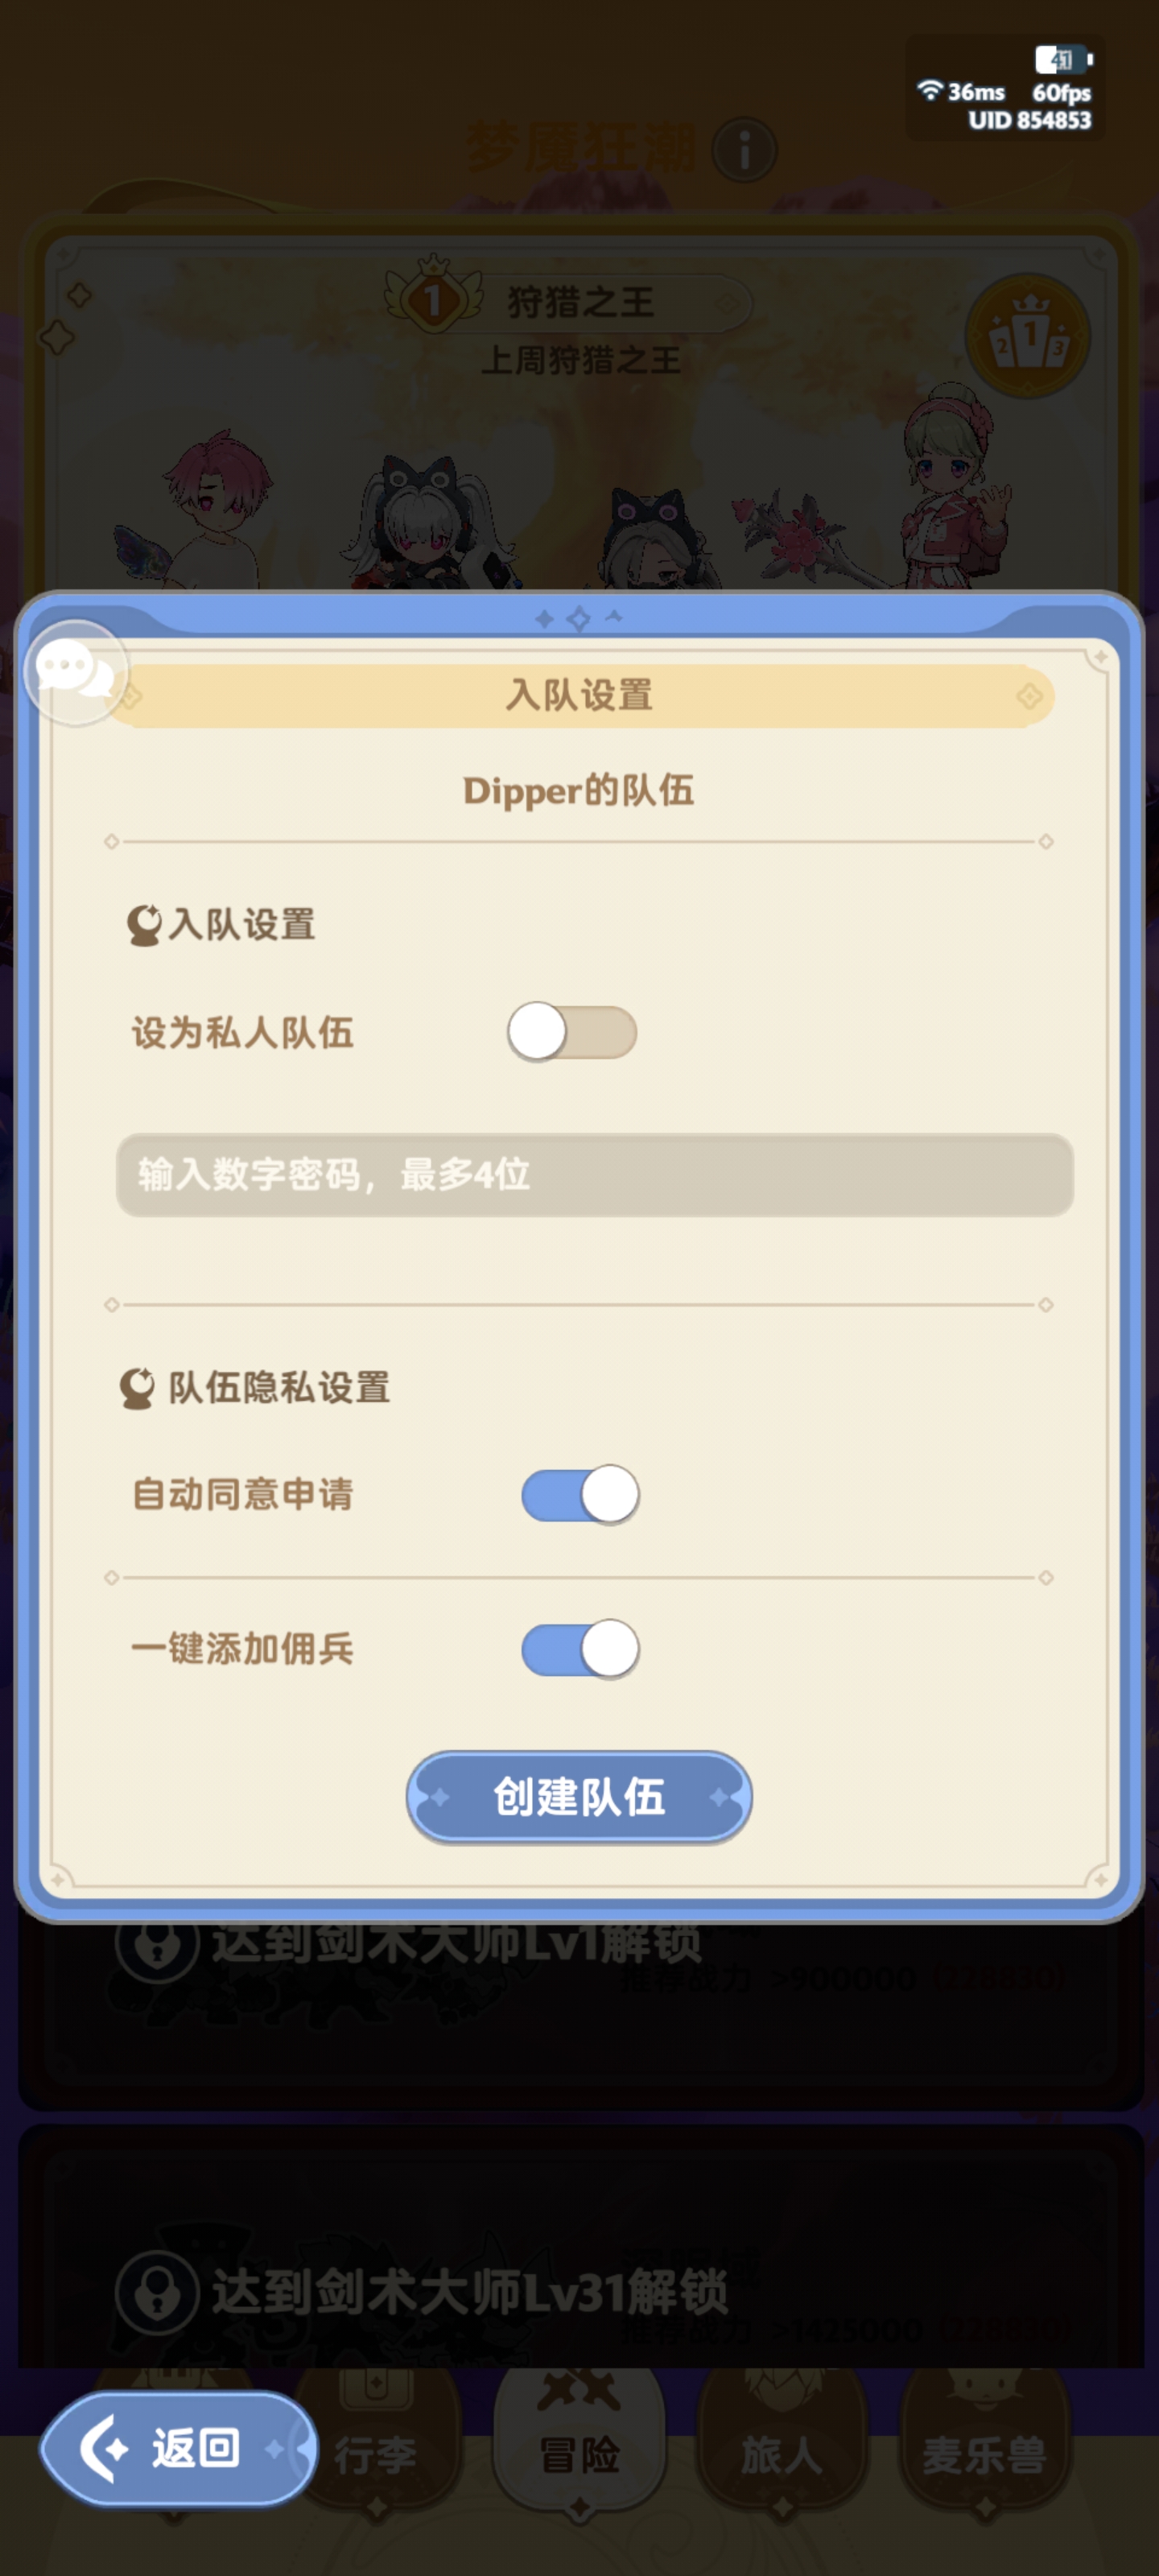 41
36ms 60fps
UID 854853
梦魇狂潮
1 狩猎之王
2 1 3
上周狩猎之王
入队设置
Dipper的队伍
入队设置
设为私人队伍
输入数字密码，最多4位
队伍隐私设置
自动同意申请
一键添加佣兵
创建队伍
达到剑术大师Lv1解锁
推荐战力 >900000 (228830)
达到剑术大师Lv31解锁
推荐战力 >1425000 (228830)
返回 行李 冒险 旅人 麦乐兽